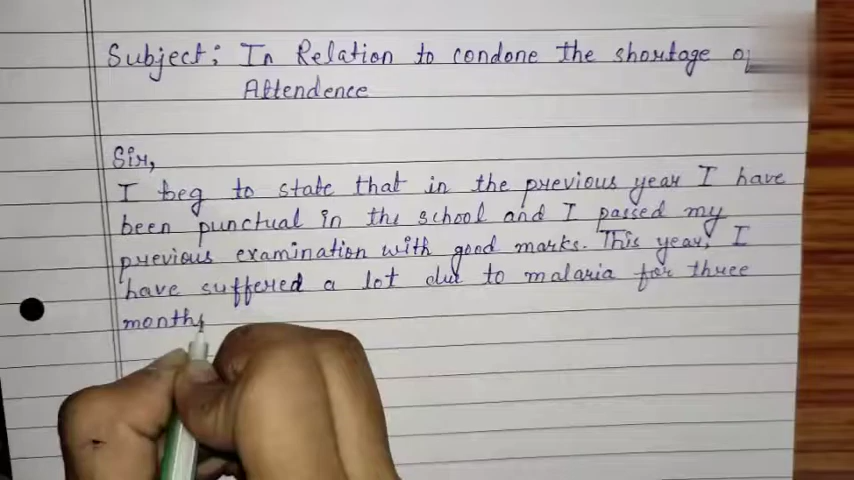 Subject: In Relation to condone the shortage of
Attendence
Sir,
I beg to state that in the previous year I have
been punctual in the school and I passed my
previous examination with good marks. This year, I
have suffered a lot due to malaria for three
months